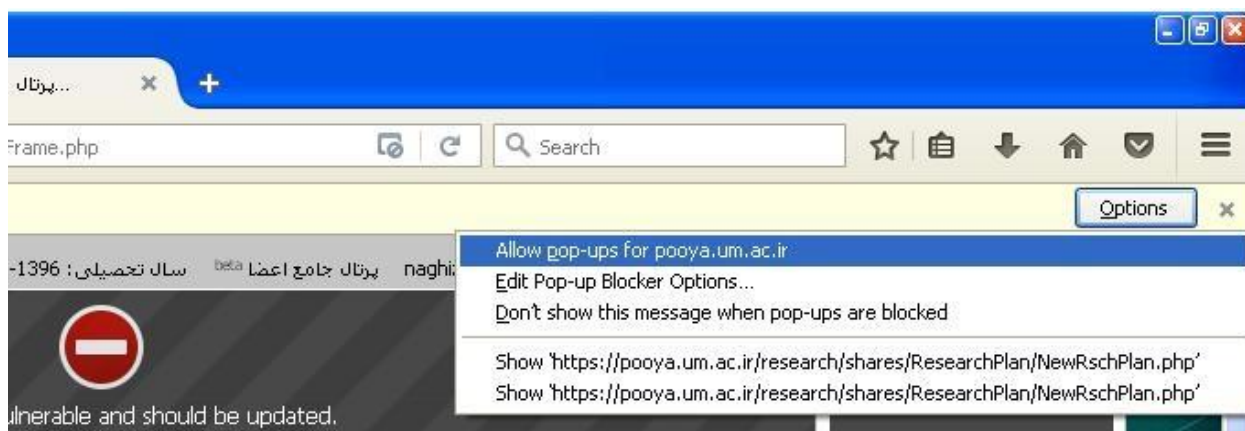 پرتال...
Frame.php
Search
Options
Allow pop-ups for pooya.um.ac.ir
Edit Pop-up Blocker Options...
Don't show this message when pop-ups are blocked
Show 'https://pooya.um.ac.ir/research/shares/ResearchPlan/NewRschPlan.php'
Show 'https://pooya.um.ac.ir/research/shares/ResearchPlan/NewRschPlan.php'
naghi
پرتال جامع اعضا beta
سال تحصیلی: 1396-
ulnerable and should be updated.